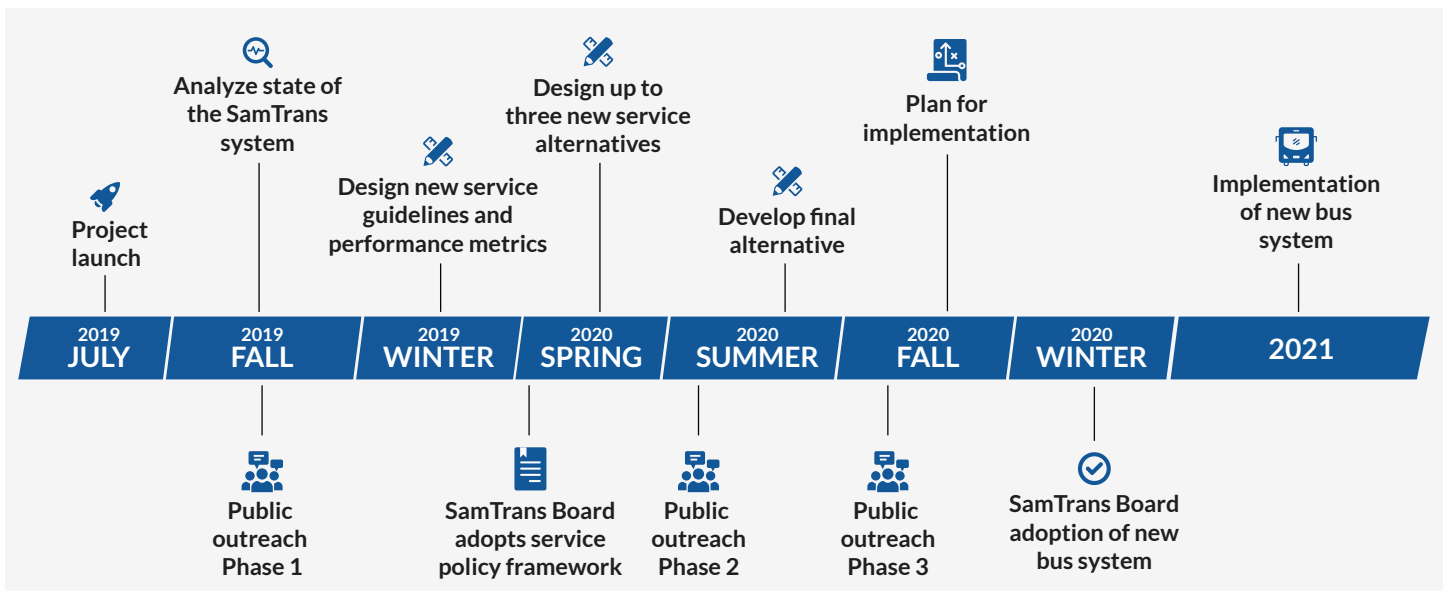 Project
launch
Analyze state of
the SamTrans
system
Design new service
guidelines and
performance metrics
Design up to
three new service
alternatives
Develop final
alternative
Plan for
implementation
Implementation
of new bus
system
2019
JULY
2019
FALL
2019
WINTER
2020
SPRING
2020
SUMMER
2020
FALL
2020
WINTER
2021
Public
outreach
Phase 1
SamTrans Board
adopts service
policy framework
Public
outreach
Phase 2
Public
outreach
Phase 3
SamTrans Board
adoption of new
bus system